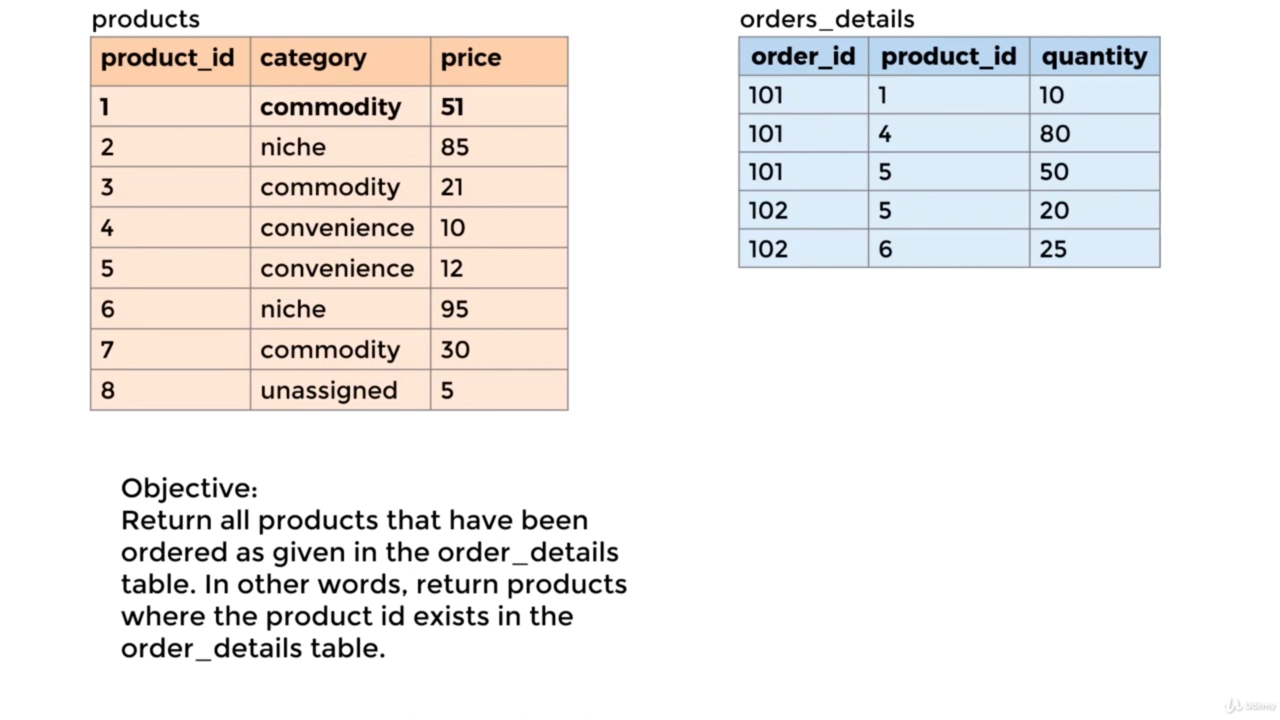 products
product_id category price
1 commodity 51
2 niche 85
3 commodity 21
4 convenience 10
5 convenience 12
6 niche 95
7 commodity 30
8 unassigned 5
orders_details
order_id product_id quantity
101 1 10
101 4 80
101 5 50
102 5 20
102 6 25
Objective:
Return all products that have been
ordered as given in the order_details
table. In other words, return products
where the product id exists in the
order_details table.
Udemy